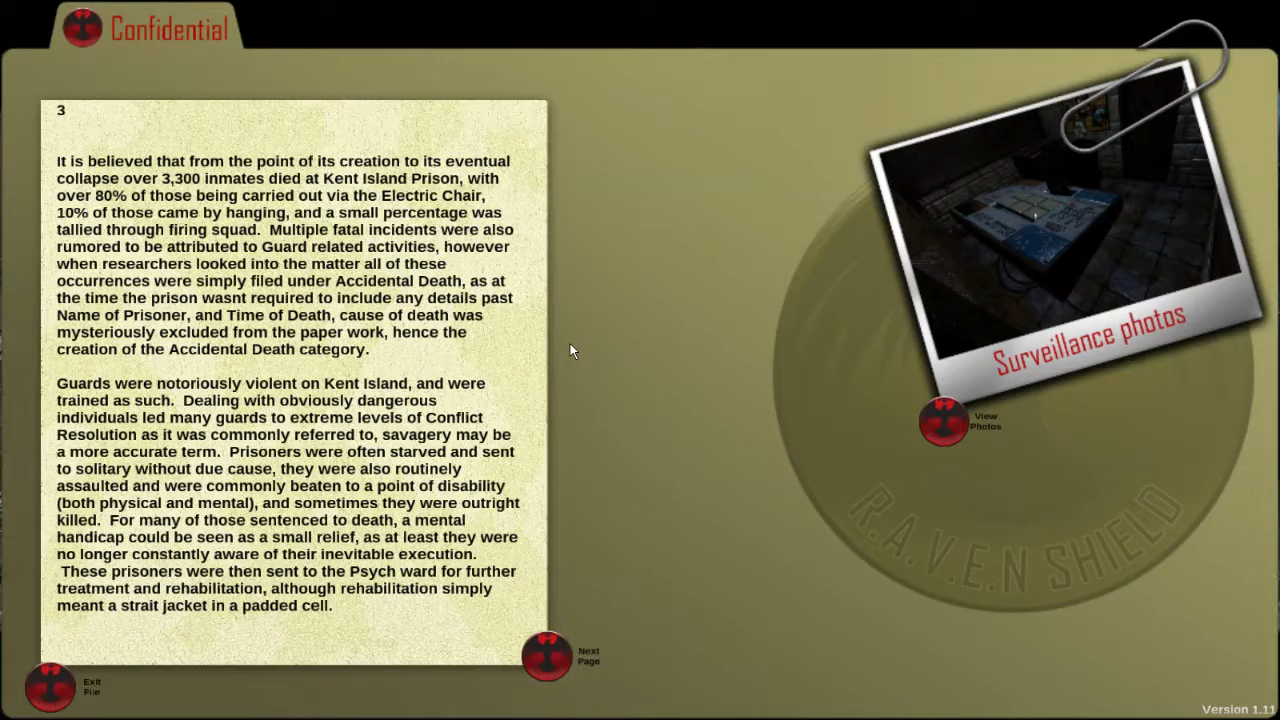 Confidential
3
It is believed that from the point of its creation to its eventual
collapse over 3,300 inmates died at Kent Island Prison, with
over 80% of those being carried out via the Electric Chair,
10% of those came by hanging, and a small percentage was
tallied through firing squad.  Multiple fatal incidents were also
rumored to be attributed to Guard related activities, however
when researchers looked into the matter all of these
occurrences were simply filed under Accidental Death, as at
the time the prison wasnt required to include any details past
Name of Prisoner, and Time of Death, cause of death was
mysteriously excluded from the paper work, hence the
creation of the Accidental Death category.
Guards were notoriously violent on Kent Island, and were
trained as such.  Dealing with obviously dangerous
individuals led many guards to extreme levels of Conflict
Resolution as it was commonly referred to, savagery may be
a more accurate term.  Prisoners were often starved and sent
to solitary without due cause, they were also routinely
assaulted and were commonly beaten to a point of disability
(both physical and mental), and sometimes they were outright
killed.  For many of those sentenced to death, a mental
handicap could be seen as a small relief, as at least they were
no longer constantly aware of their inevitable execution.
These prisoners were then sent to the Psych ward for further
treatment and rehabilitation, although rehabilitation simply
meant a strait jacket in a padded cell.
Surveillance photos
View
Photos
R.A.V.E.N SHIELD
Next
Page
Exit
File
Version 1.11